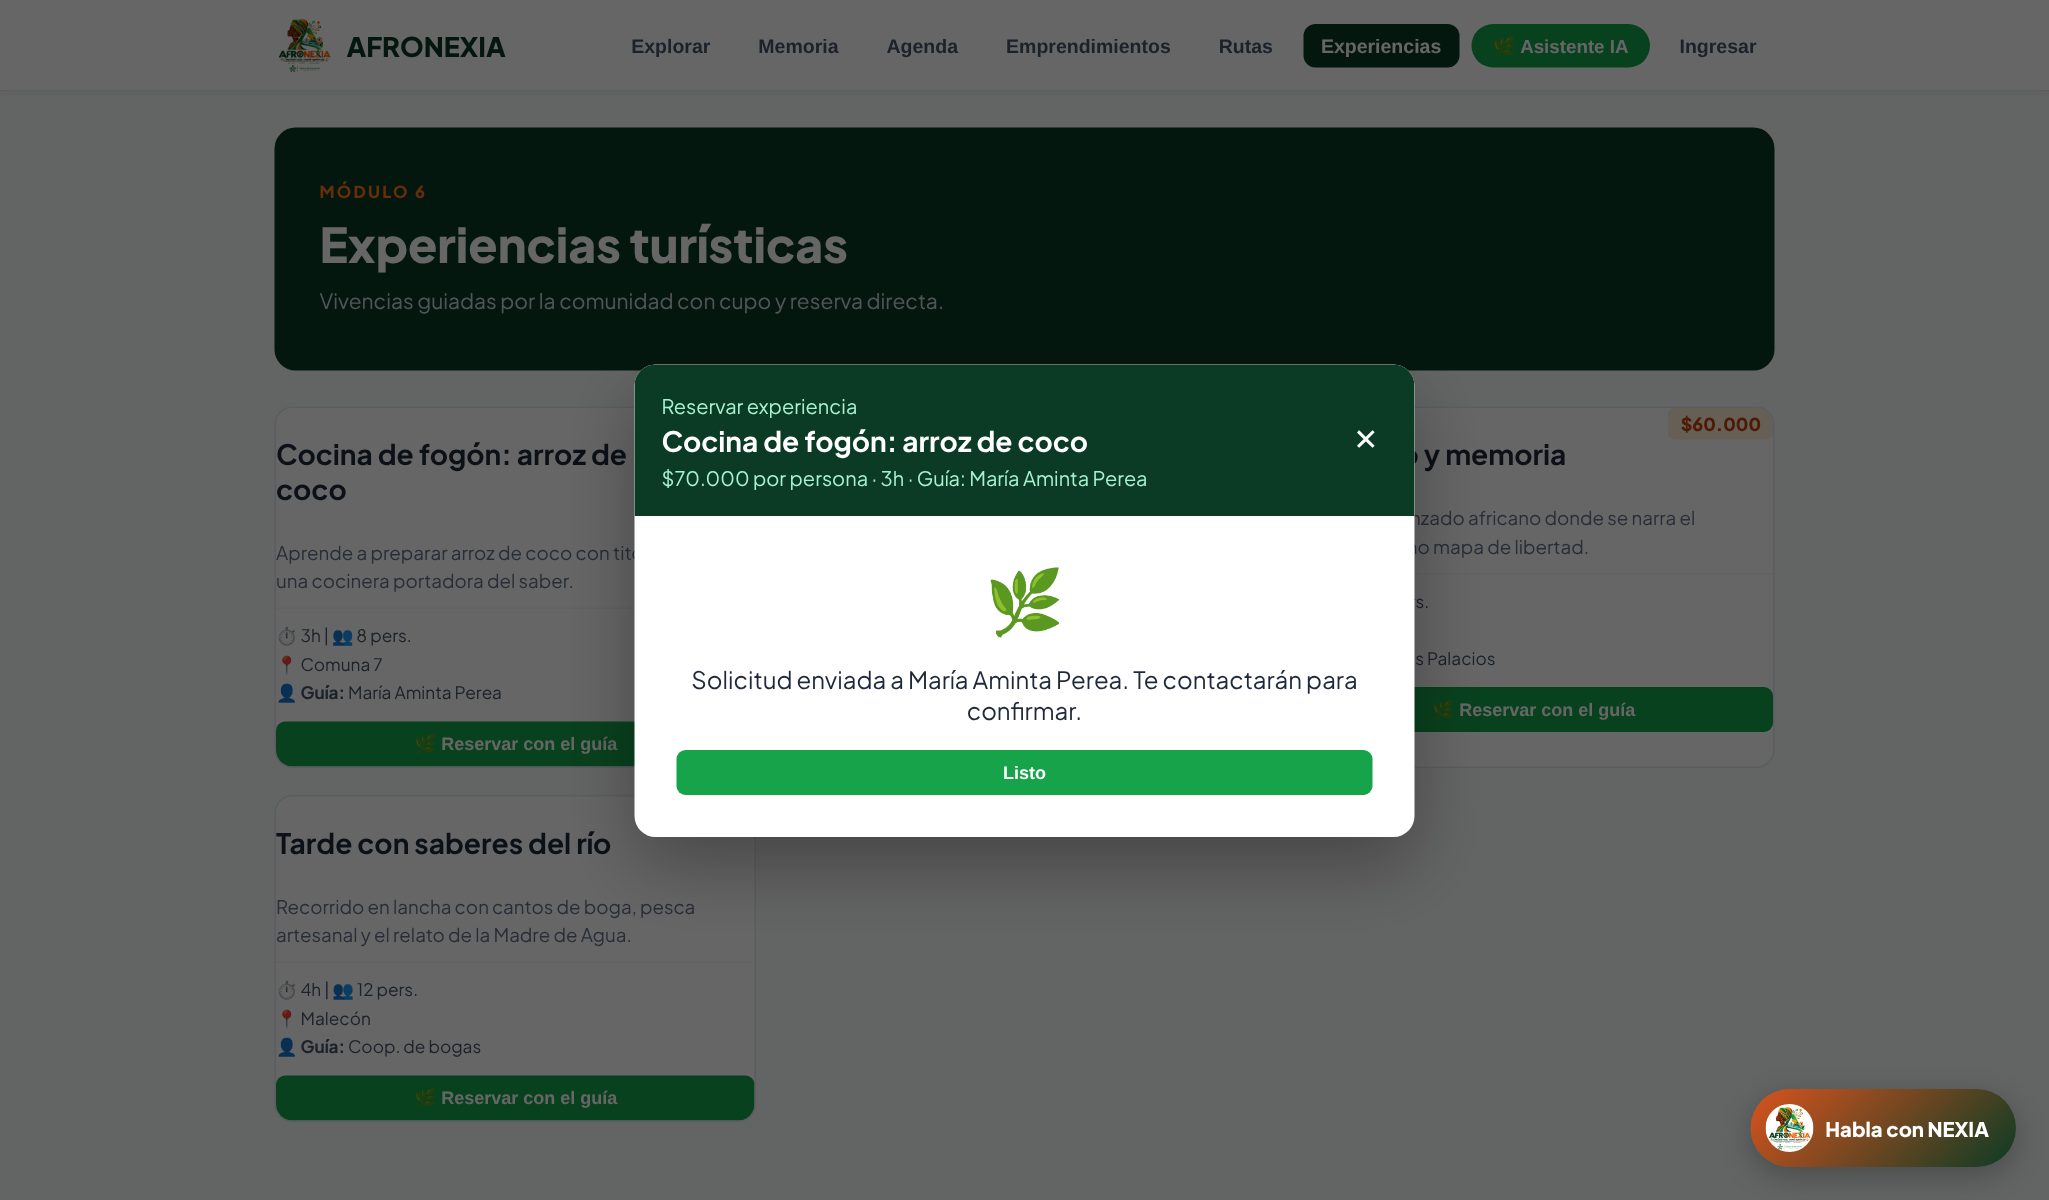 AFRONEXIA
AFRONEXIA
Explorar
Memoria
Agenda
Emprendimientos
Rutas
Experiencias
🌿 Asistente IA
Ingresar
MÓDULO 6
Experiencias turísticas
Vivencias guiadas por la comunidad con cupo y reserva directa.
Reservar experiencia
Cocina de fogón: arroz de coco
$70.000 por persona · 3h · Guía: María Aminta Perea
✕
🌿
Solicitud enviada a María Aminta Perea. Te contactarán para
confirmar.
Listo
Cocina de fogón: arroz de
coco
Aprende a preparar arroz de coco con
una cocinera portadora del saber.
⏱️ 3h | 👥 8 pers.
📍 Comuna 7
👤 Guía: María Aminta Perea
🌿 Reservar con el guía
$60.000
y memoria
africano donde se narra el
mapa de libertad.
Palacios
🌿 Reservar con el guía
Tarde con saberes del río
Recorrido en lancha con cantos de boga, pesca
artesanal y el relato de la Madre de Agua.
⏱️ 4h | 👥 12 pers.
📍 Malecón
👤 Guía: Coop. de bogas
🌿 Reservar con el guía
AFRONEXIA
Habla con NEXIA